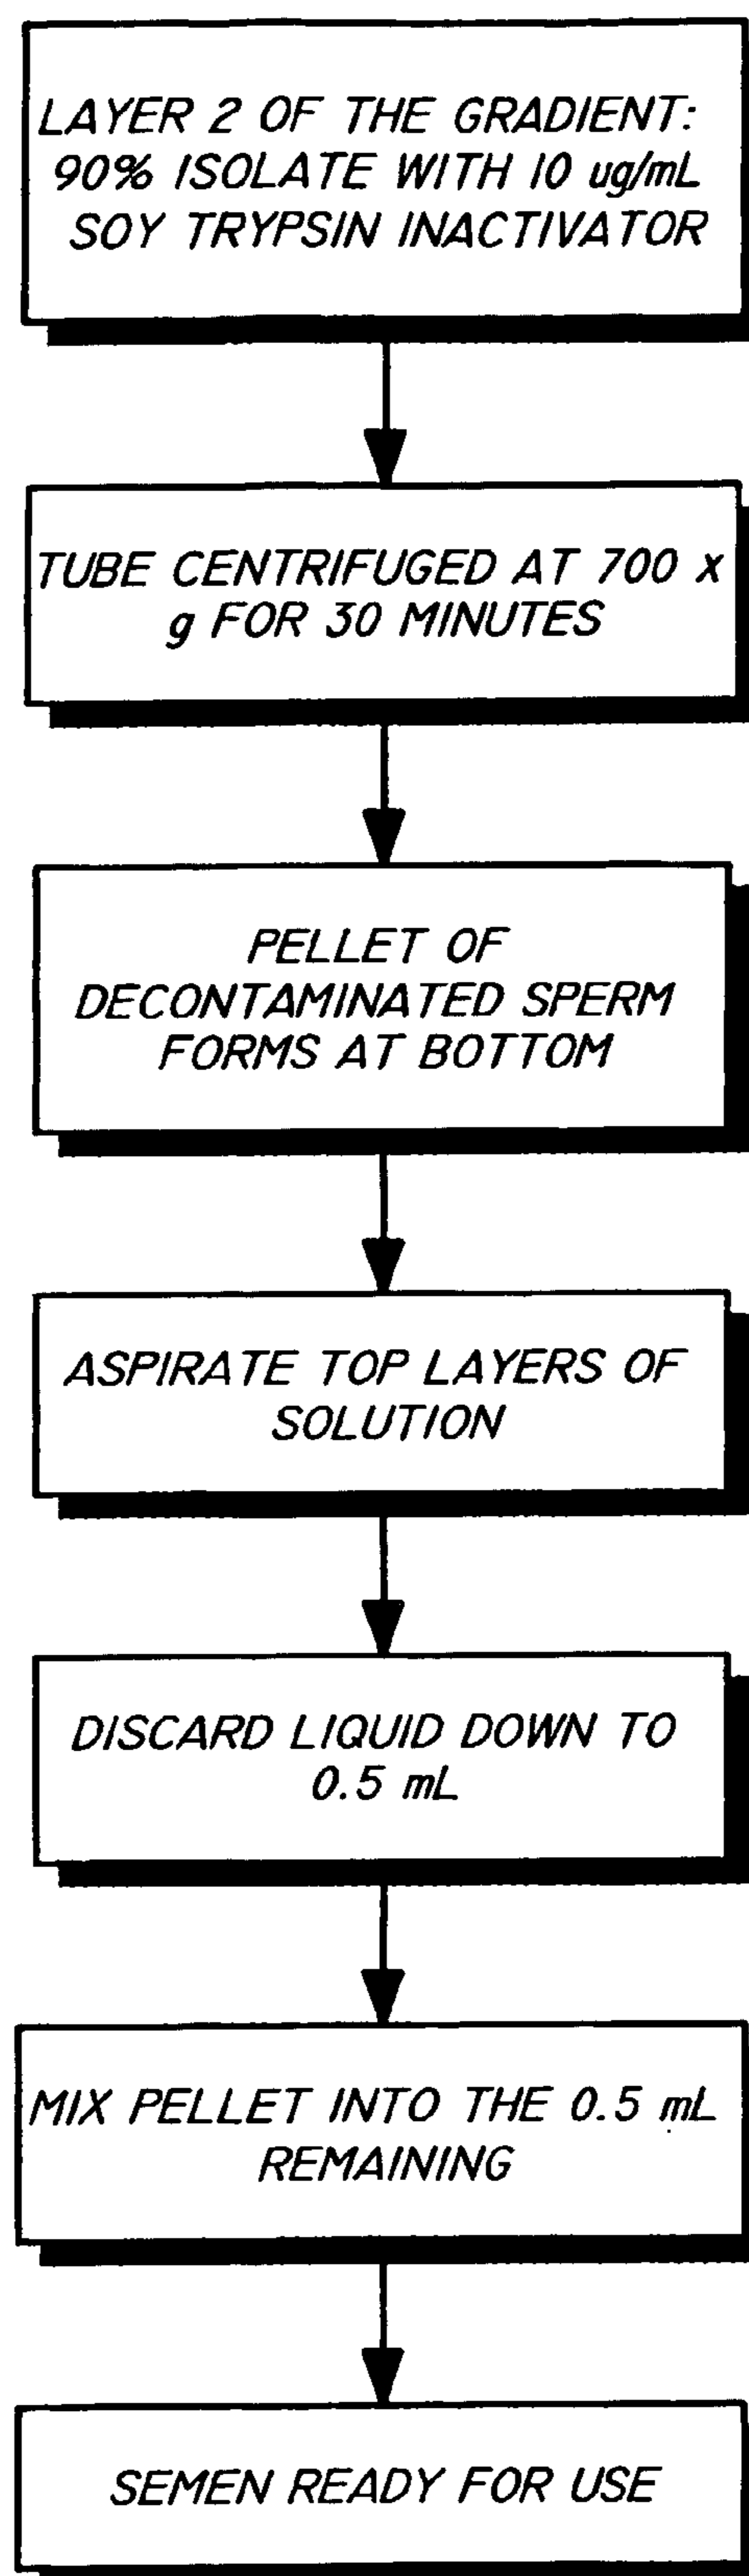 LAYER 2 OF THE GRADIENT:
90% ISOLATE WITH 10 ug/mL
SOY TRYPSIN INACTIVATOR
TUBE CENTRIFUGED AT 700 x
g FOR 30 MINUTES
PELLET OF
DECONTAMINATED SPERM
FORMS AT BOTTOM
ASPIRATE TOP LAYERS OF
SOLUTION
DISCARD LIQUID DOWN TO
0.5 mL
MIX PELLET INTO THE 0.5 mL
REMAINING
SEMEN READY FOR USE